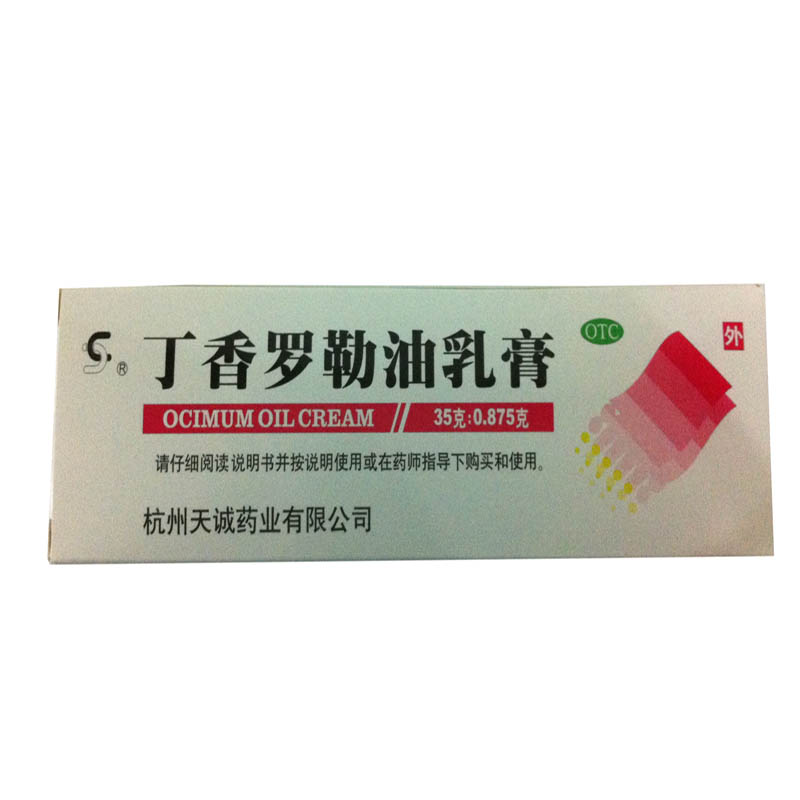 丁香罗勒油乳膏
OTC
外
®
OCIMUM OIL CREAM // 35克:0.875克
请仔细阅读说明书并按说明使用或在药师指导下购买和使用。
杭州天诚药业有限公司